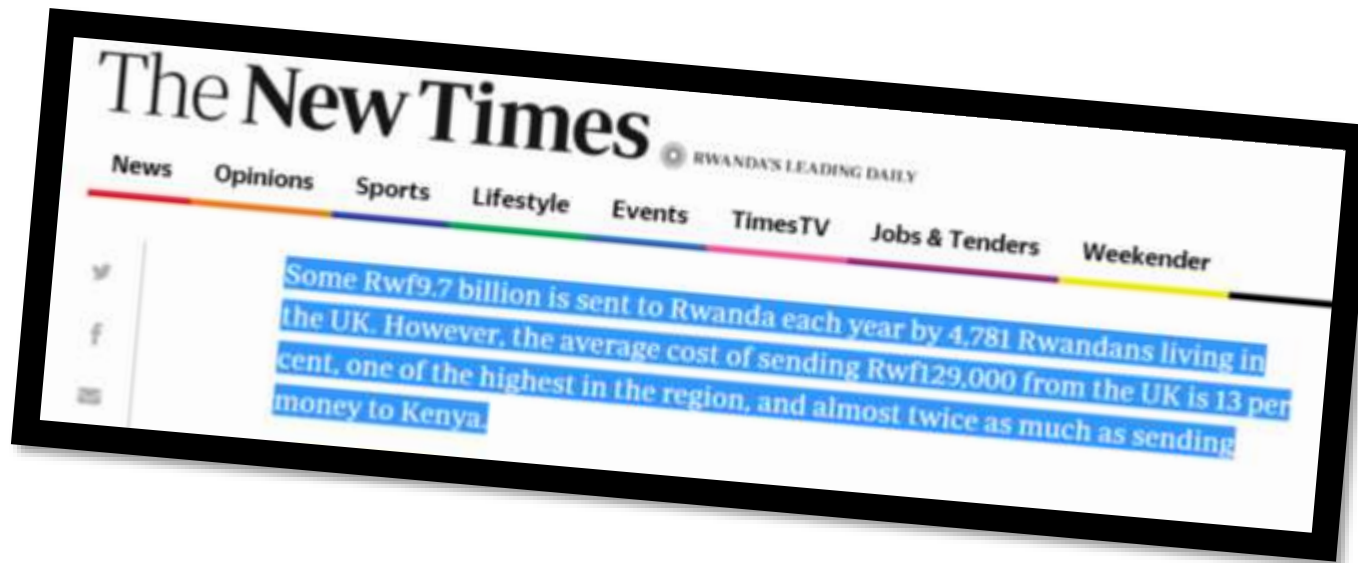 The New Times
RWANDA'S LEADING DAILY
News Opinions Sports Lifestyle Events TimesTV Jobs & Tenders Weekender
Some Rwf9.7 billion is sent to Rwanda each year by 4,781 Rwandans living in
the UK. However, the average cost of sending Rwf129,000 from the UK is 13 per
cent, one of the highest in the region, and almost twice as much as sending
money to Kenya.